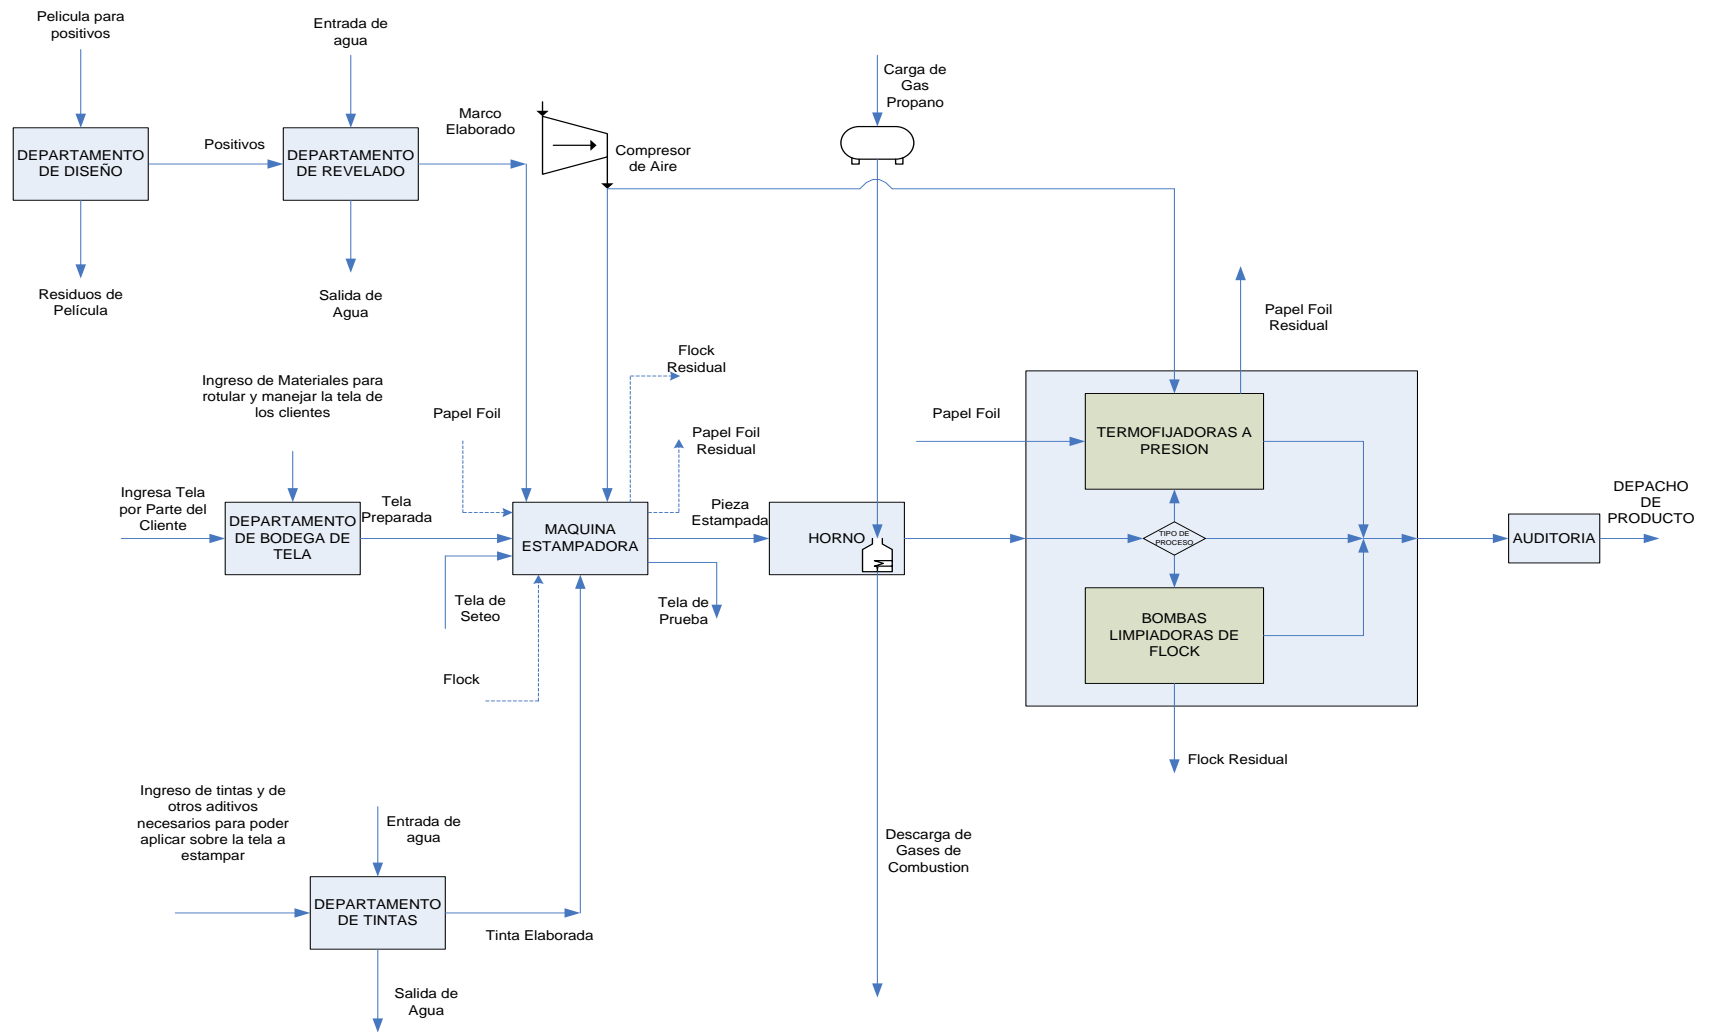 Pelicula para
positivos
Entrada de
agua
Carga de
Gas
Propano
Marco
Elaborado
Compresor
de Aire
DEPARTAMENTO
DE DISEÑO
Positivos
DEPARTAMENTO
DE REVELADO
Residuos de
Película
Salida de
Agua
Papel Foil
Residual
Flock
Residual
Ingreso de Materiales para
rotular y manejar la tela de
los clientes
Papel Foil
Papel Foil
Residual
Papel Foil
TERMOFIJADORAS A
PRESION
Ingresa Tela
por Parte del
Cliente
DEPARTAMENTO
DE BODEGA DE
TELA
Tela
Preparada
MAQUINA
ESTAMPADORA
Pieza
Estampada
HORNO
TIPO DE
PROCESO
AUDITORIA
DEPACHO
DE
PRODUCTO
Tela de
Seteo
Tela de
Prueba
BOMBAS
LIMPIADORAS DE
FLOCK
Flock
Flock Residual
Ingreso de tintas y de
otros aditivos
necesarios para poder
aplicar sobre la tela a
estampar
Entrada de
agua
Descarga de
Gases de
Combustion
DEPARTAMENTO
DE TINTAS
Tinta Elaborada
Salida de
Agua